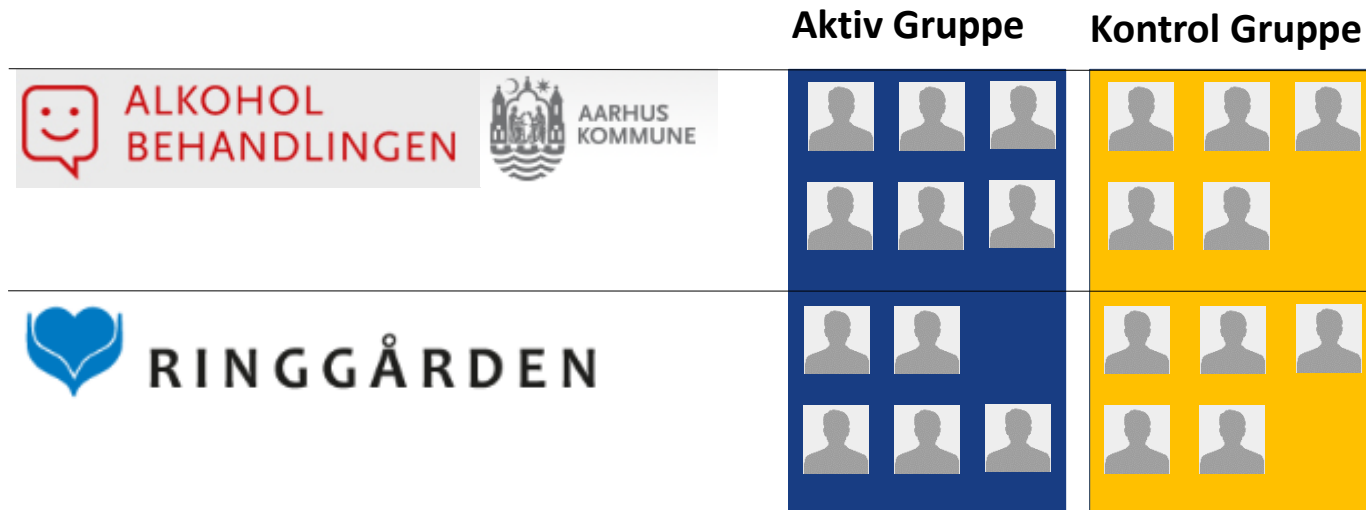 Aktiv Gruppe
Kontrol Gruppe
ALKOHOL
BEHANDLINGEN
AARHUS
KOMMUNE
RINGGÅRDEN